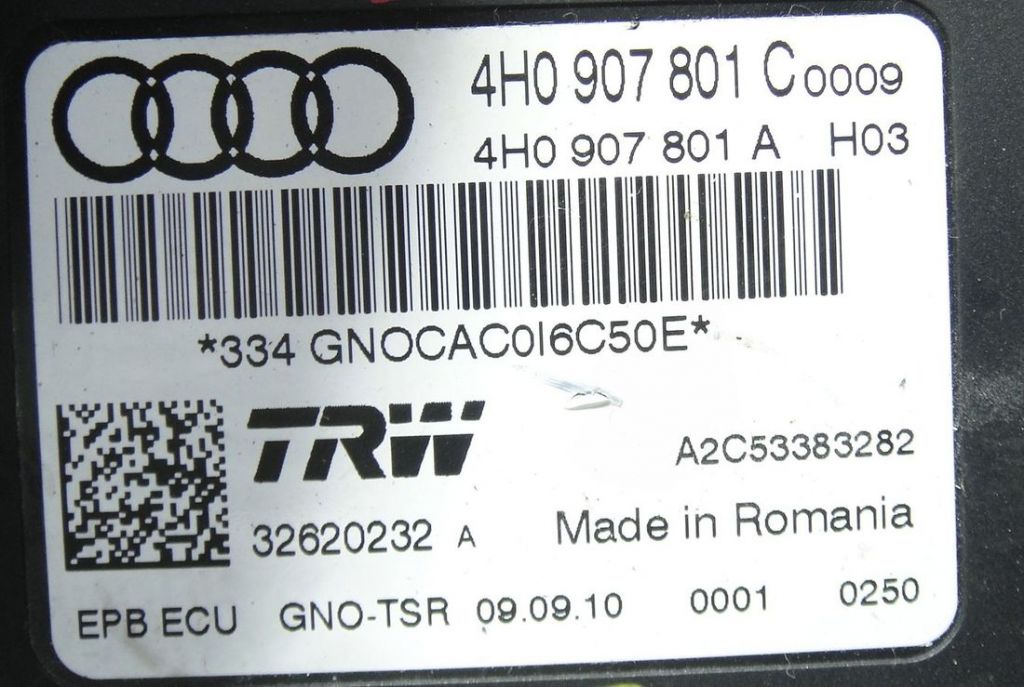 4H0 907 801 C 0009
4H0 907 801 A H03
*334 GNOCAC0I6C50E*
TRW
A2C53383282
32620232 A
Made in Romania
EPB ECU GNO-TSR 09.09.10 0001 0250